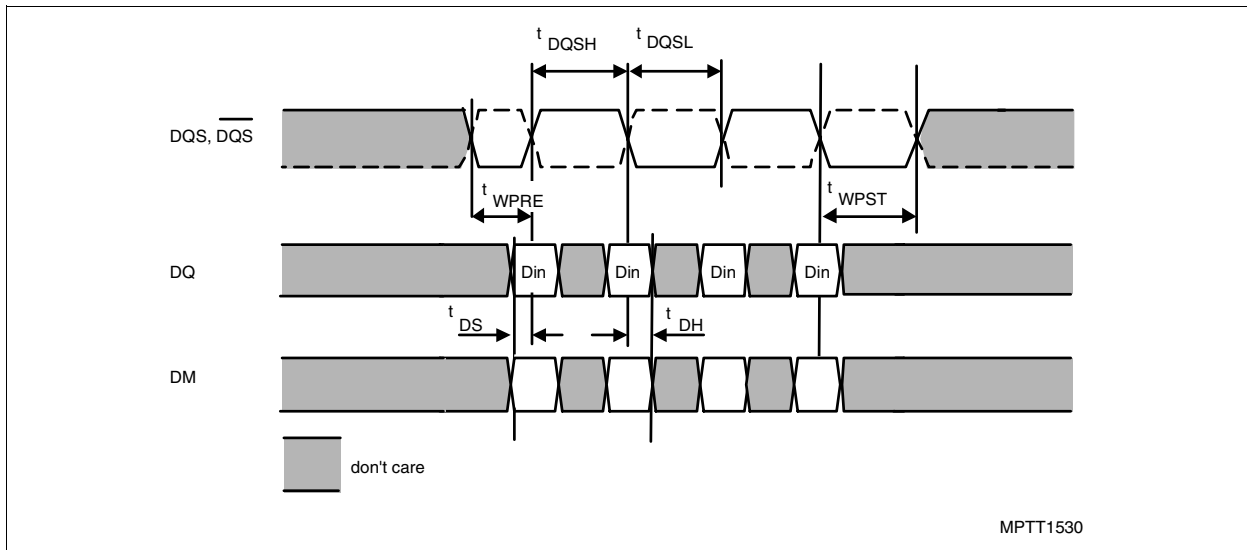 t DQSH t DQSL
DQS, DQS
t WPRE t WPST
DQ Din Din Din Din
t DS t DH
DM
don't care
MPTT1530